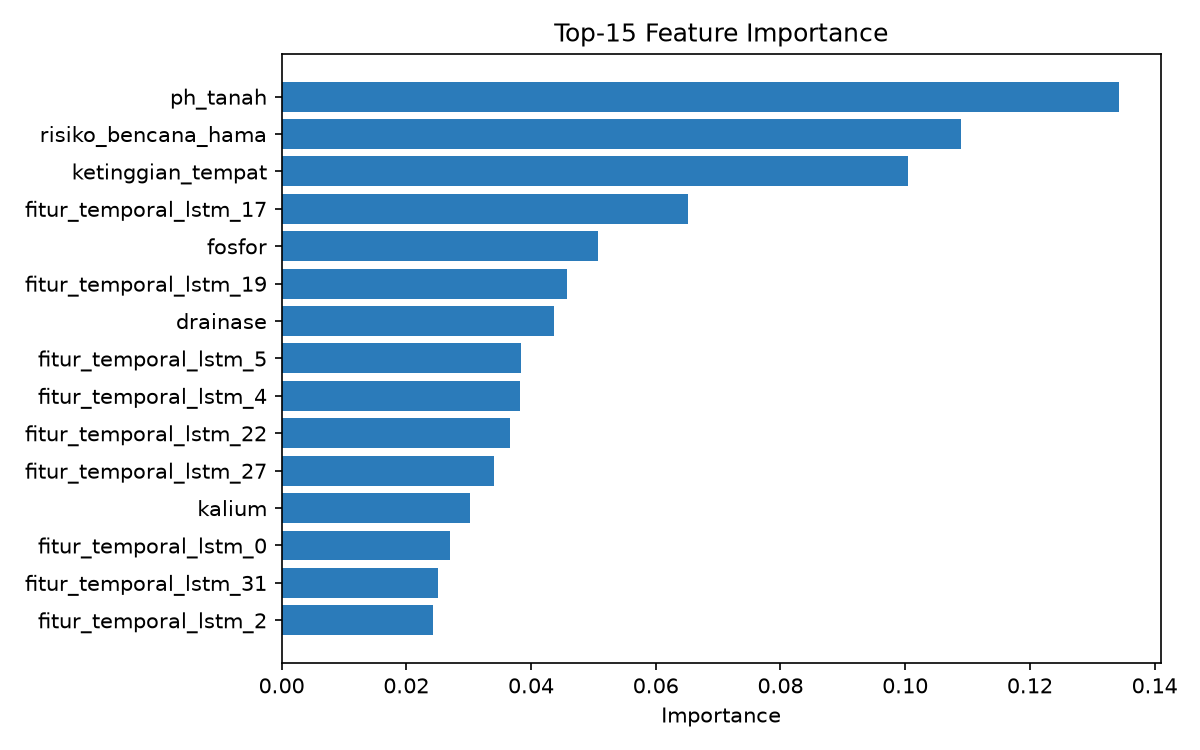 Top-15 Feature Importance
ph_tanah
risiko_bencana_hama
ketinggian_tempat
fitur_temporal_lstm_17
fosfor
fitur_temporal_lstm_19
drainase
fitur_temporal_lstm_5
fitur_temporal_lstm_4
fitur_temporal_lstm_22
fitur_temporal_lstm_27
kalium
fitur_temporal_lstm_0
fitur_temporal_lstm_31
fitur_temporal_lstm_2
0.00 0.02 0.04 0.06 0.08 0.10 0.12 0.14
Importance